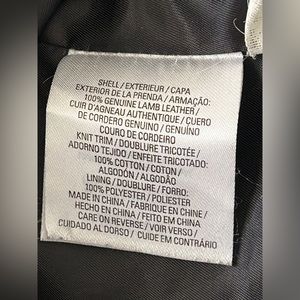 SHELL / EXTERIEUR / CAPA
EXTERIOR DE LA PRENDA / ARMAÇÃO:
100% GENUINE LAMB LEATHER /
CUIR D'AGNEAU AUTHENTIQUE / CUERO
DE CORDERO GENUINO / GENUÍNO
COURO DE CORDEIRO
KNIT TRIM / DOUBLURE TRICOTÉE /
ADORNO TEJIDO / ENFEITE TRICOTADO:
100% COTTON / COTON /
ALGODÓN / ALGODÃO
LINING / DOUBLURE / FORRO:
100% POLYESTER / POLIESTER
MADE IN CHINA / FABRIQUÉ EN CHINE /
HECHO EN CHINA / FEITO EM CHINA
CARE ON REVERSE / VOIR VERSO /
CUIDADO AL DORSO / CUIDE EM CONTRÁRIO